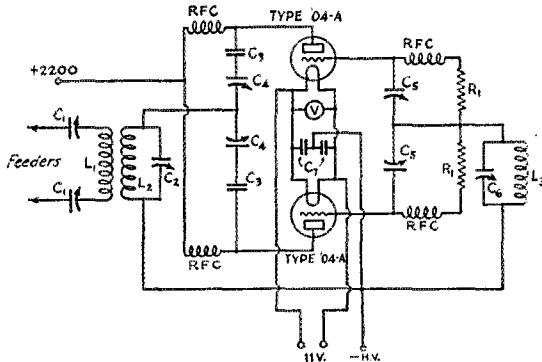 RFC
TYPE '04-A
RFC
C3
C4
C5
R1
+2200
C1
Feeders
L1
L2
C2
C4
V
C7
C5
R1
C6
L3
C1
C3
RFC
RFC
TYPE '04-A
11V.
-H.V.